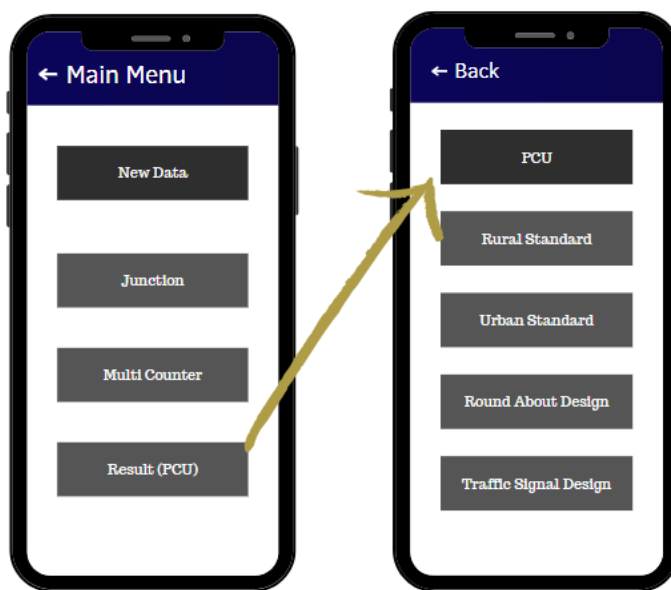 ← Main Menu
New Data
Junction
Multi Counter
Result (PCU)
← Back
PCU
Rural Standard
Urban Standard
Round About Design
Traffic Signal Design